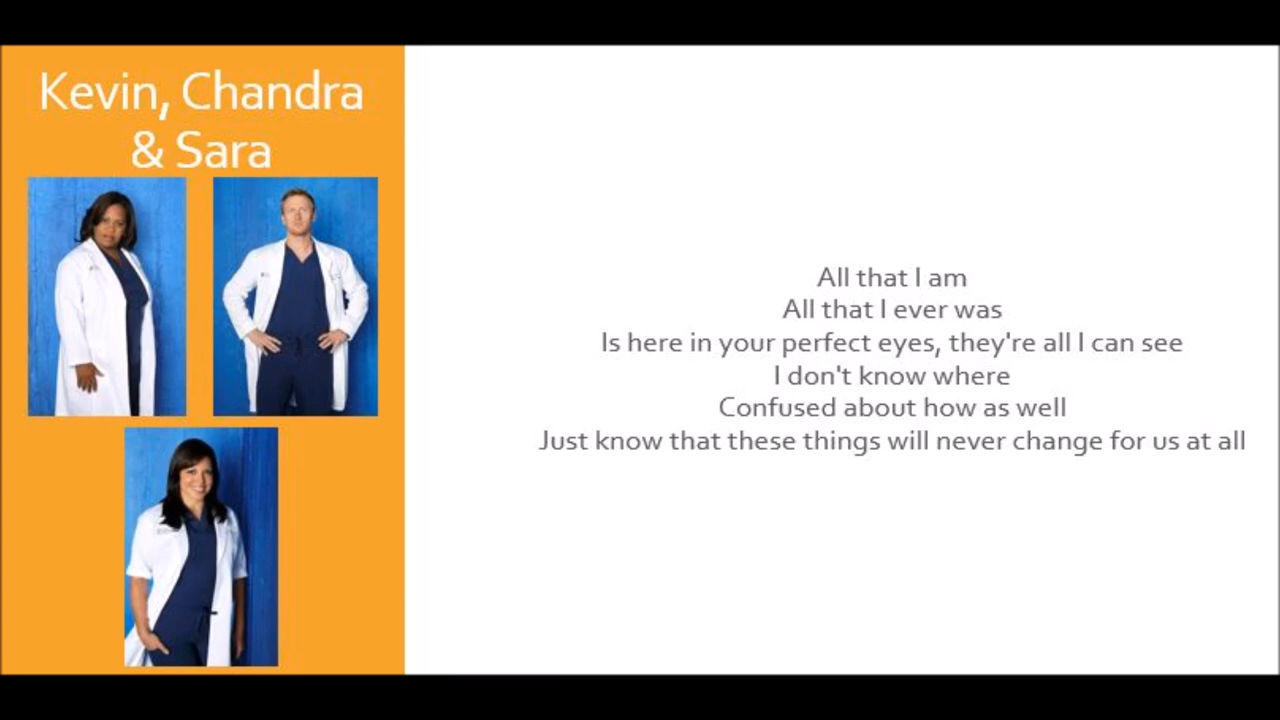 Kevin, Chandra
& Sara
All that I am
All that I ever was
Is here in your perfect eyes, they're all I can see
I don't know where
Confused about how as well
Just know that these things will never change for us at all